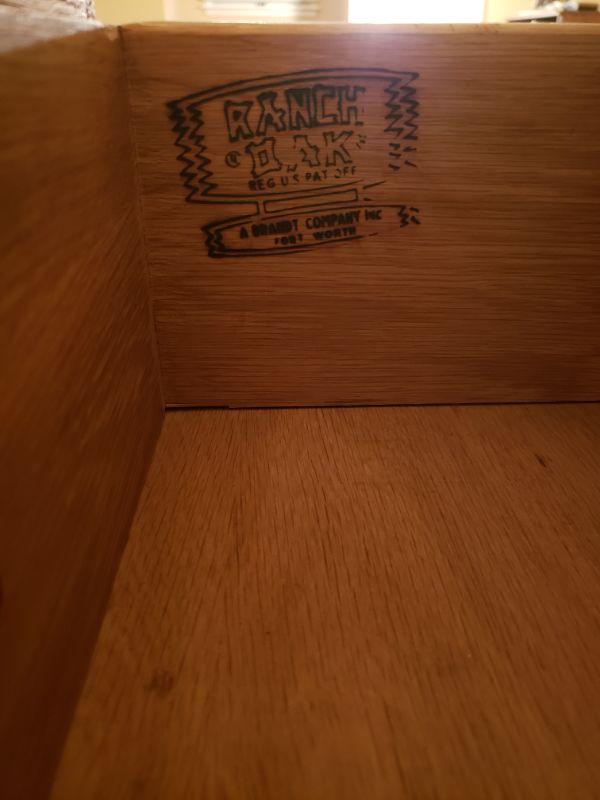 RANCH
® OAK
REG U S PAT OFF
A BRANDT COMPANY INC
FORT WORTH